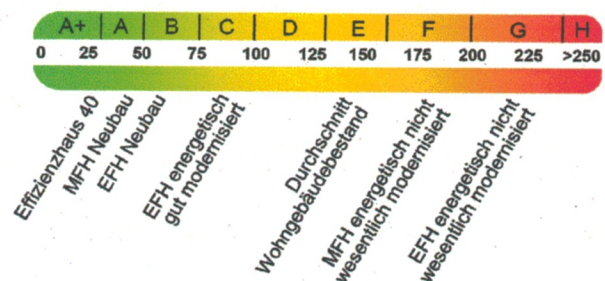 A+ A B C D E F G H
0 25 50 75 100 125 150 175 200 225 >250
Effizienzhaus 40
MFH Neubau
EFH Neubau
EFH energetisch
gut modernisiert
Durchschnitt
Wohngebäudebestand
MFH energetisch nicht
wesentlich modernisiert
EFH energetisch nicht
wesentlich modernisiert